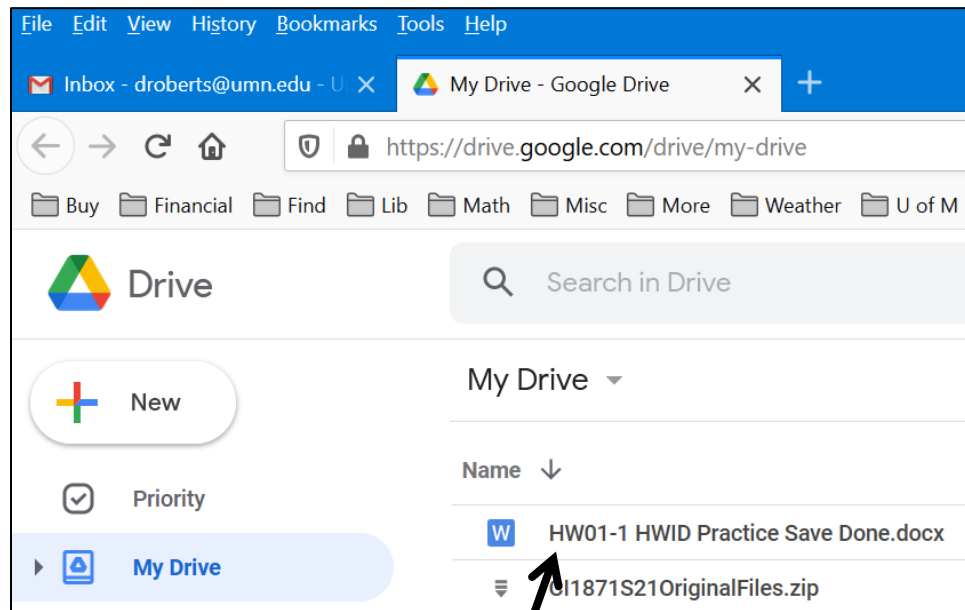 File Edit View History Bookmarks Tools Help
Inbox - droberts@umn.edu - U
My Drive - Google Drive
https://drive.google.com/drive/my-drive
Buy Financial Find Lib Math Misc More Weather U of M
Drive
Search in Drive
New
My Drive
Name
Priority
W HW01-1 HWID Practice Save Done.docx
My Drive
CI1871S21OriginalFiles.zip